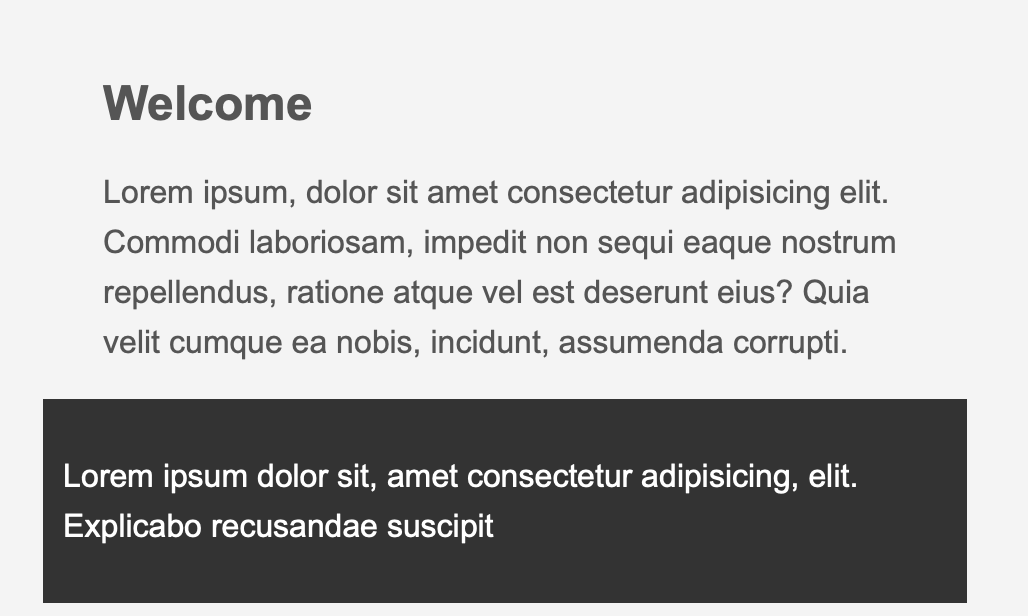 Welcome
Lorem ipsum, dolor sit amet consectetur adipisicing elit.
Commodi laboriosam, impedit non sequi eaque nostrum
repellendus, ratione atque vel est deserunt eius? Quia
velit cumque ea nobis, incidunt, assumenda corrupti.
Lorem ipsum dolor sit, amet consectetur adipisicing, elit.
Explicabo recusandae suscipit